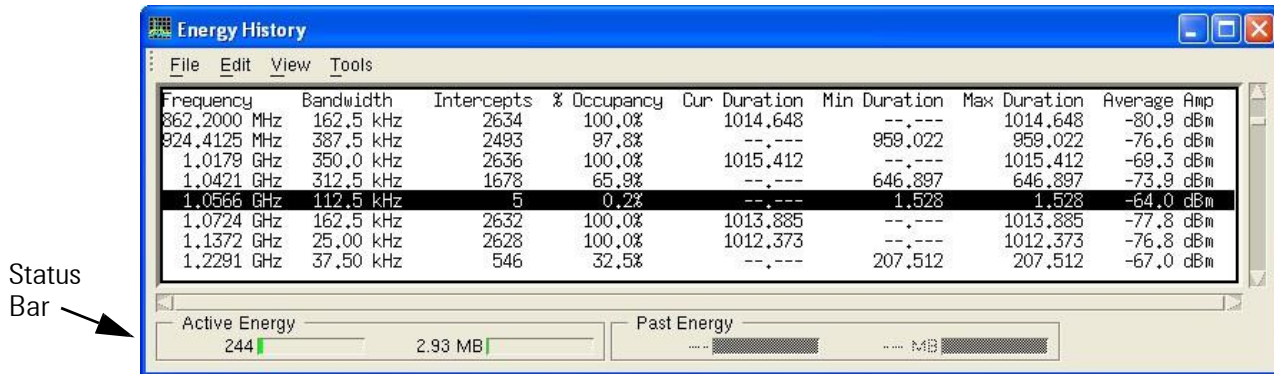 Energy History
File Edit View Tools
Frequency Bandwidth Intercepts % Occupancy Cur Duration Min Duration Max Duration Average Amp
862.2000 MHz 162.5 kHz 2634 100.0% 1014.648 --.--- 1014.648 -80.9 dBm
924.4125 MHz 387.5 kHz 2493 97.8% --.--- 959.022 959.022 -76.6 dBm
1.0179 GHz 350.0 kHz 2636 100.0% 1015.412 --.--- 1015.412 -69.3 dBm
1.0421 GHz 312.5 kHz 1678 65.9% --.--- 646.897 646.897 -73.9 dBm
1.0566 GHz 112.5 kHz 5 0.2% --.--- 1.528 1.528 -64.0 dBm
1.0724 GHz 162.5 kHz 2632 100.0% 1013.885 --.--- 1013.885 -77.8 dBm
1.1372 GHz 25.00 kHz 2628 100.0% 1012.373 --.--- 1012.373 -76.8 dBm
1.2291 GHz 37.50 kHz 546 32.5% --.--- 207.512 207.512 -67.0 dBm
Status
Bar
Active Energy Past Energy
244 2.93 MB --- --- MB